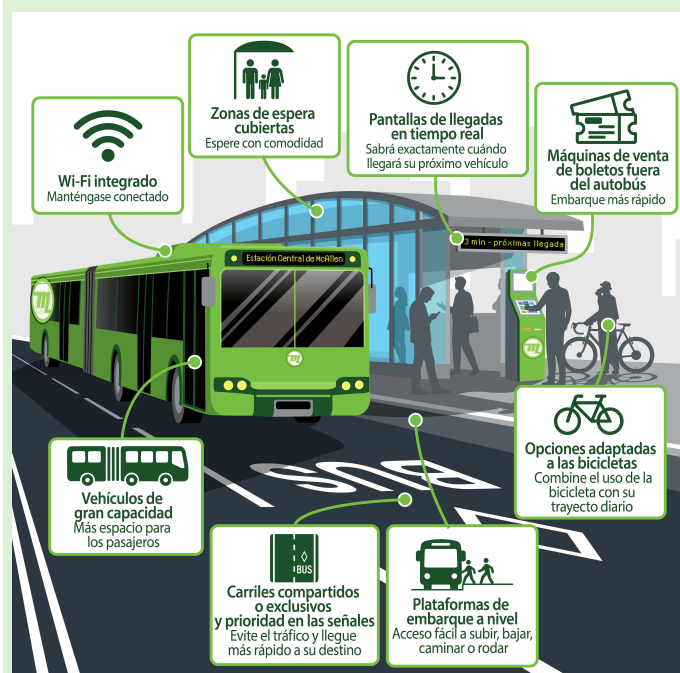 Zonas de espera
cubiertas
Espere con comodidad
Pantallas de llegadas
en tiempo real
Sabrá exactamente cuándo
llegará su próximo vehículo
Wi-Fi integrado
Manténgase conectado
Máquinas de venta
de boletos fuera
del autobús
Embarque más rápido
3 min - próximas llegada
Estación Central de McAllen
m
m
m
BUS
Vehículos de
gran capacidad
Más espacio para
los pasajeros
Opciones adaptadas
a las bicicletas
Combine el uso de la
bicicleta con su
trayecto diario
BUS
Carriles compartidos
o exclusivos
y prioridad en las señales
Evite el tráfico y llegue
más rápido a su destino
Plataformas de
embarque a nivel
Acceso fácil a subir, bajar,
caminar o rodar